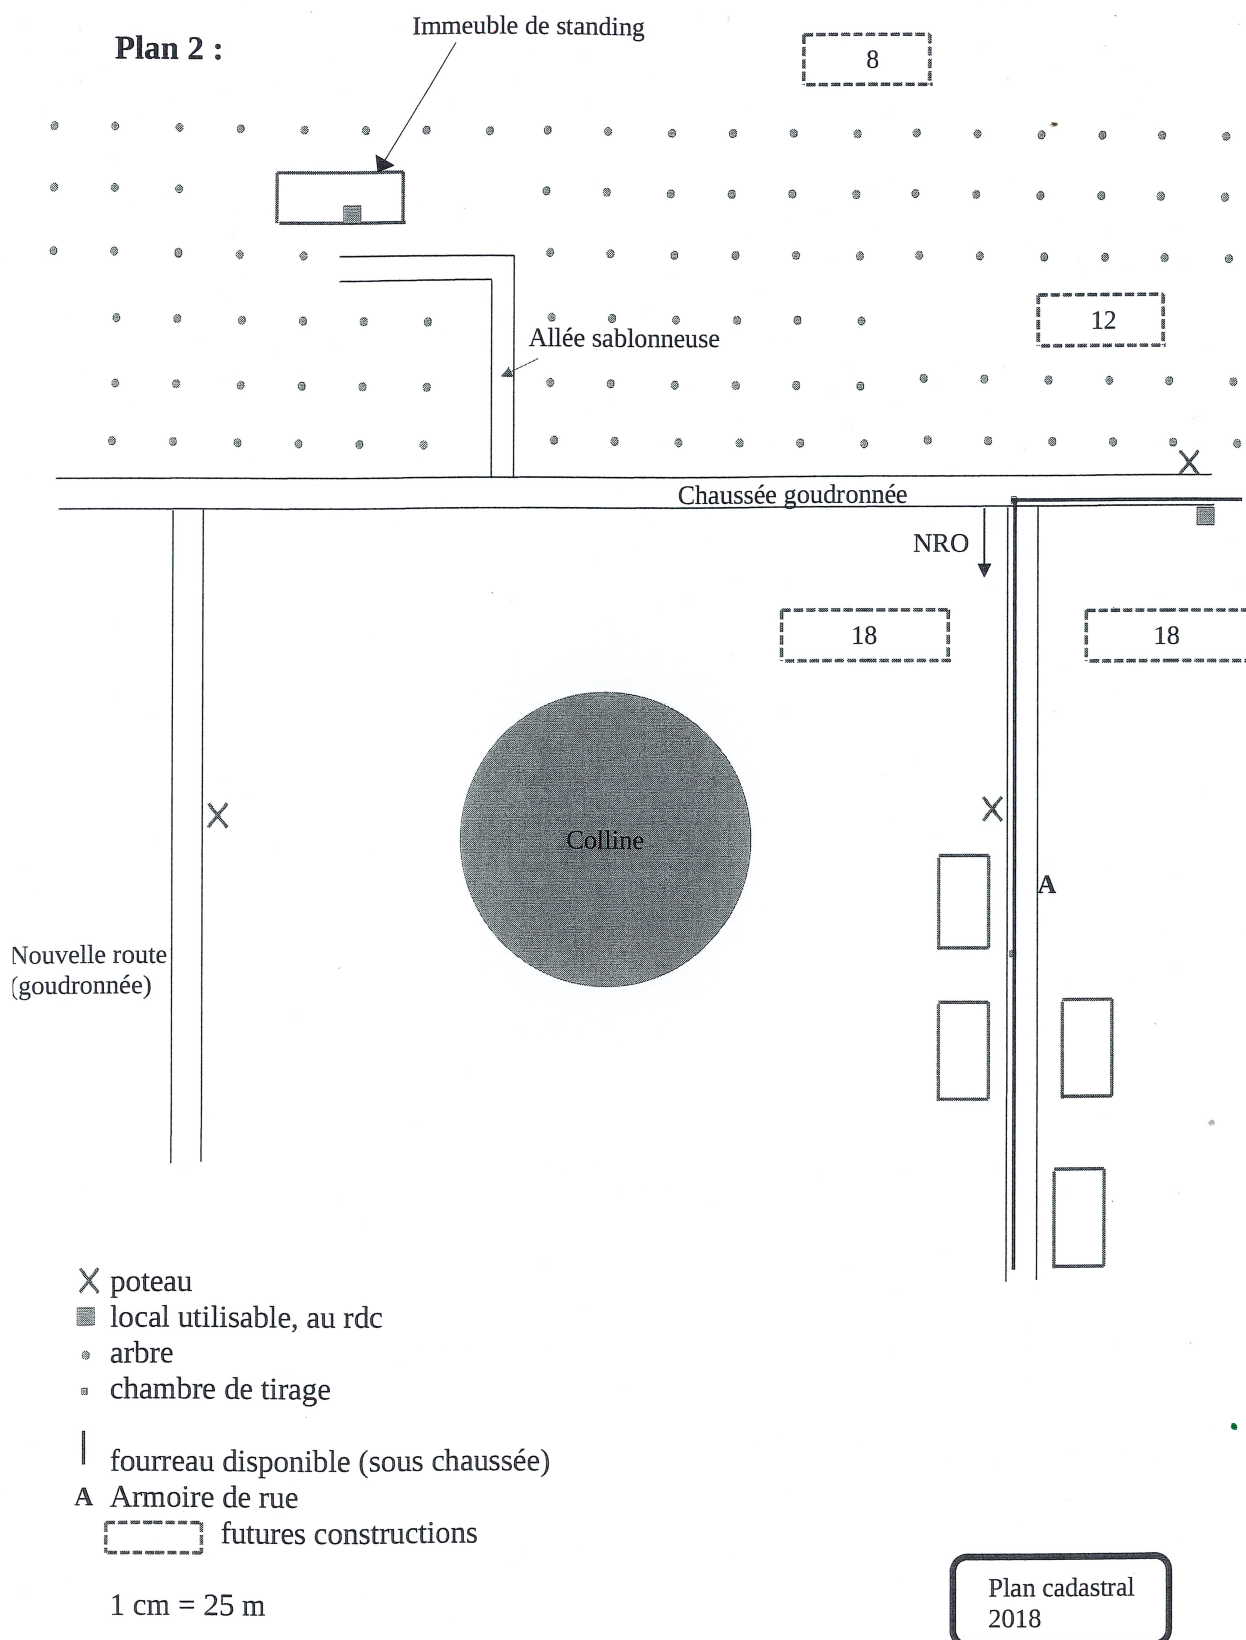 Immeuble de standing
Plan 2 :
8
12
Allée sablonneuse
Chaussée goudronnée
NRO
18
18
Colline
A
Nouvelle route
(goudronnée)
X poteau
local utilisable, au rdc
arbre
chambre de tirage
fourreau disponible (sous chaussée)
A Armoire de rue
futures constructions
1 cm = 25 m
Plan cadastral
2018